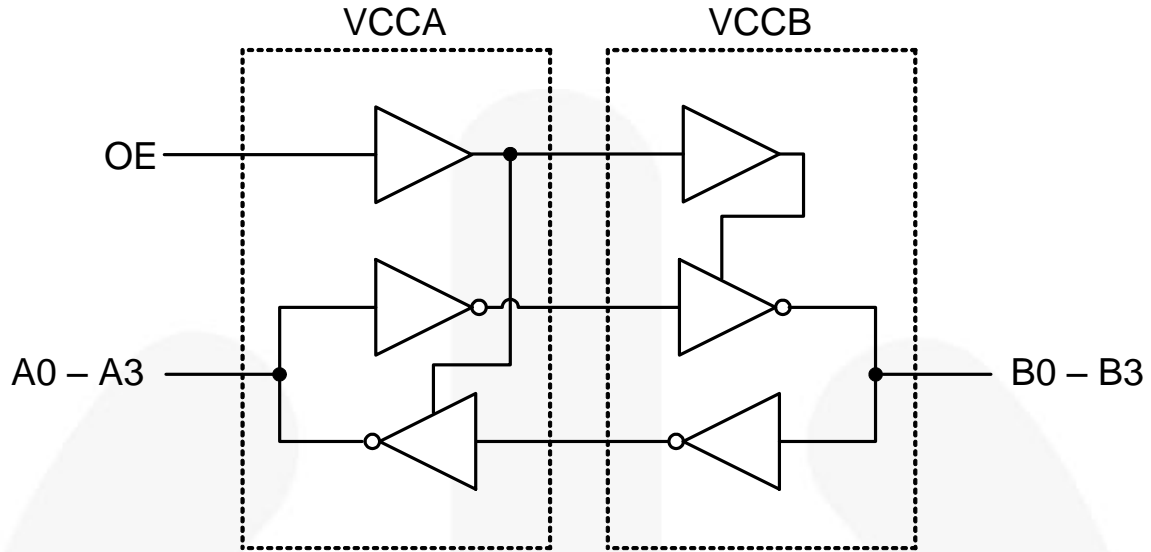 VCCA
VCCB
OE
A0 – A3
B0 – B3